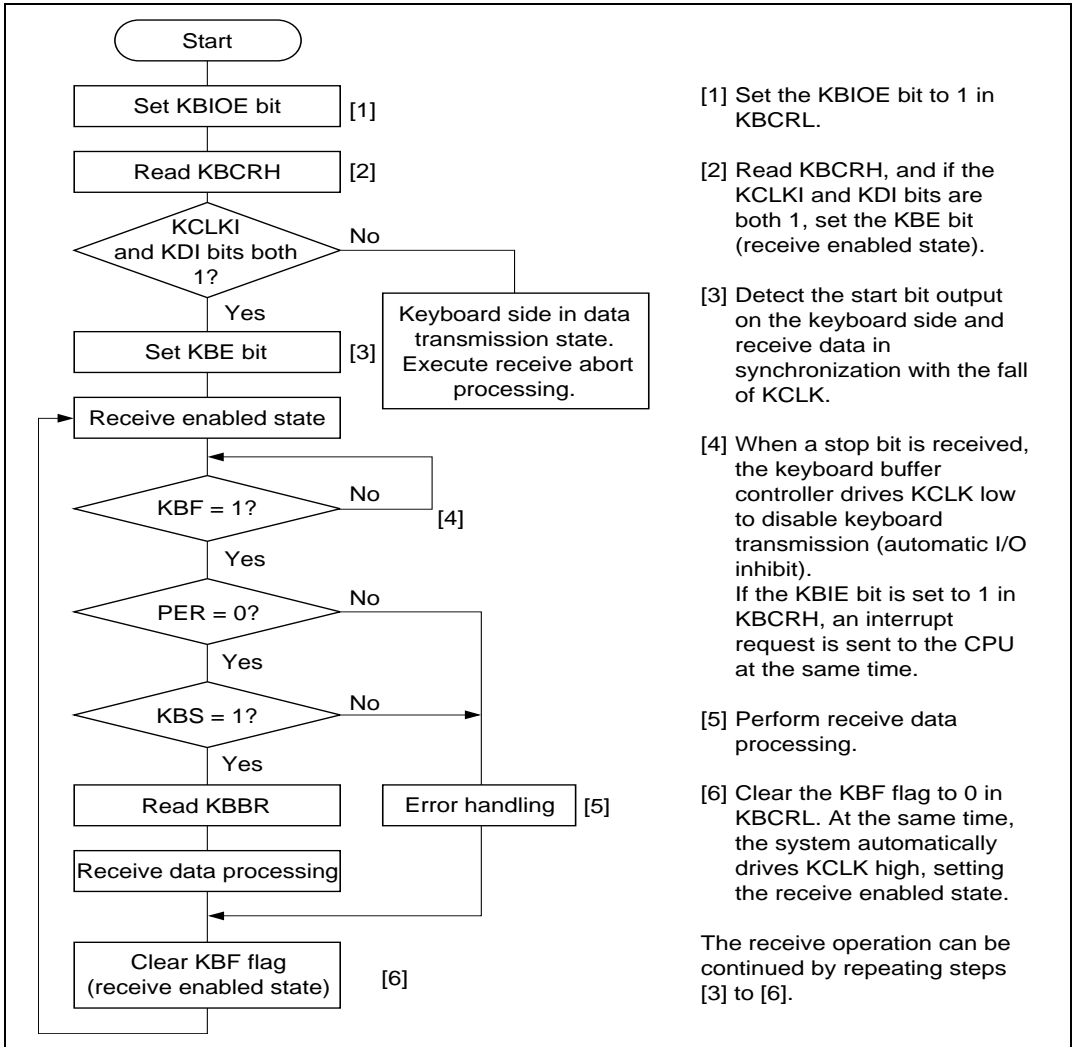 Start
Set KBIOE bit
[1]
Read KBCRH
[2]
KCLKI
and KDI bits both
1?
No
Yes
Keyboard side in data
transmission state.
Execute receive abort
processing.
Set KBE bit
[3]
Receive enabled state
KBF = 1?
No
[4]
Yes
PER = 0?
No
Yes
KBS = 1?
No
Yes
Read KBBR
Error handling
[5]
Receive data processing
Clear KBF flag
(receive enabled state)
[6]
[1] Set the KBIOE bit to 1 in
KBCRL.
[2] Read KBCRH, and if the
KCLKI and KDI bits are
both 1, set the KBE bit
(receive enabled state).
[3] Detect the start bit output
on the keyboard side and
receive data in
synchronization with the fall
of KCLK.
[4] When a stop bit is received,
the keyboard buffer
controller drives KCLK low
to disable keyboard
transmission (automatic I/O
inhibit).
If the KBIE bit is set to 1 in
KBCRH, an interrupt
request is sent to the CPU
at the same time.
[5] Perform receive data
processing.
[6] Clear the KBF flag to 0 in
KBCRL. At the same time,
the system automatically
drives KCLK high, setting
the receive enabled state.
The receive operation can be
continued by repeating steps
[3] to [6].